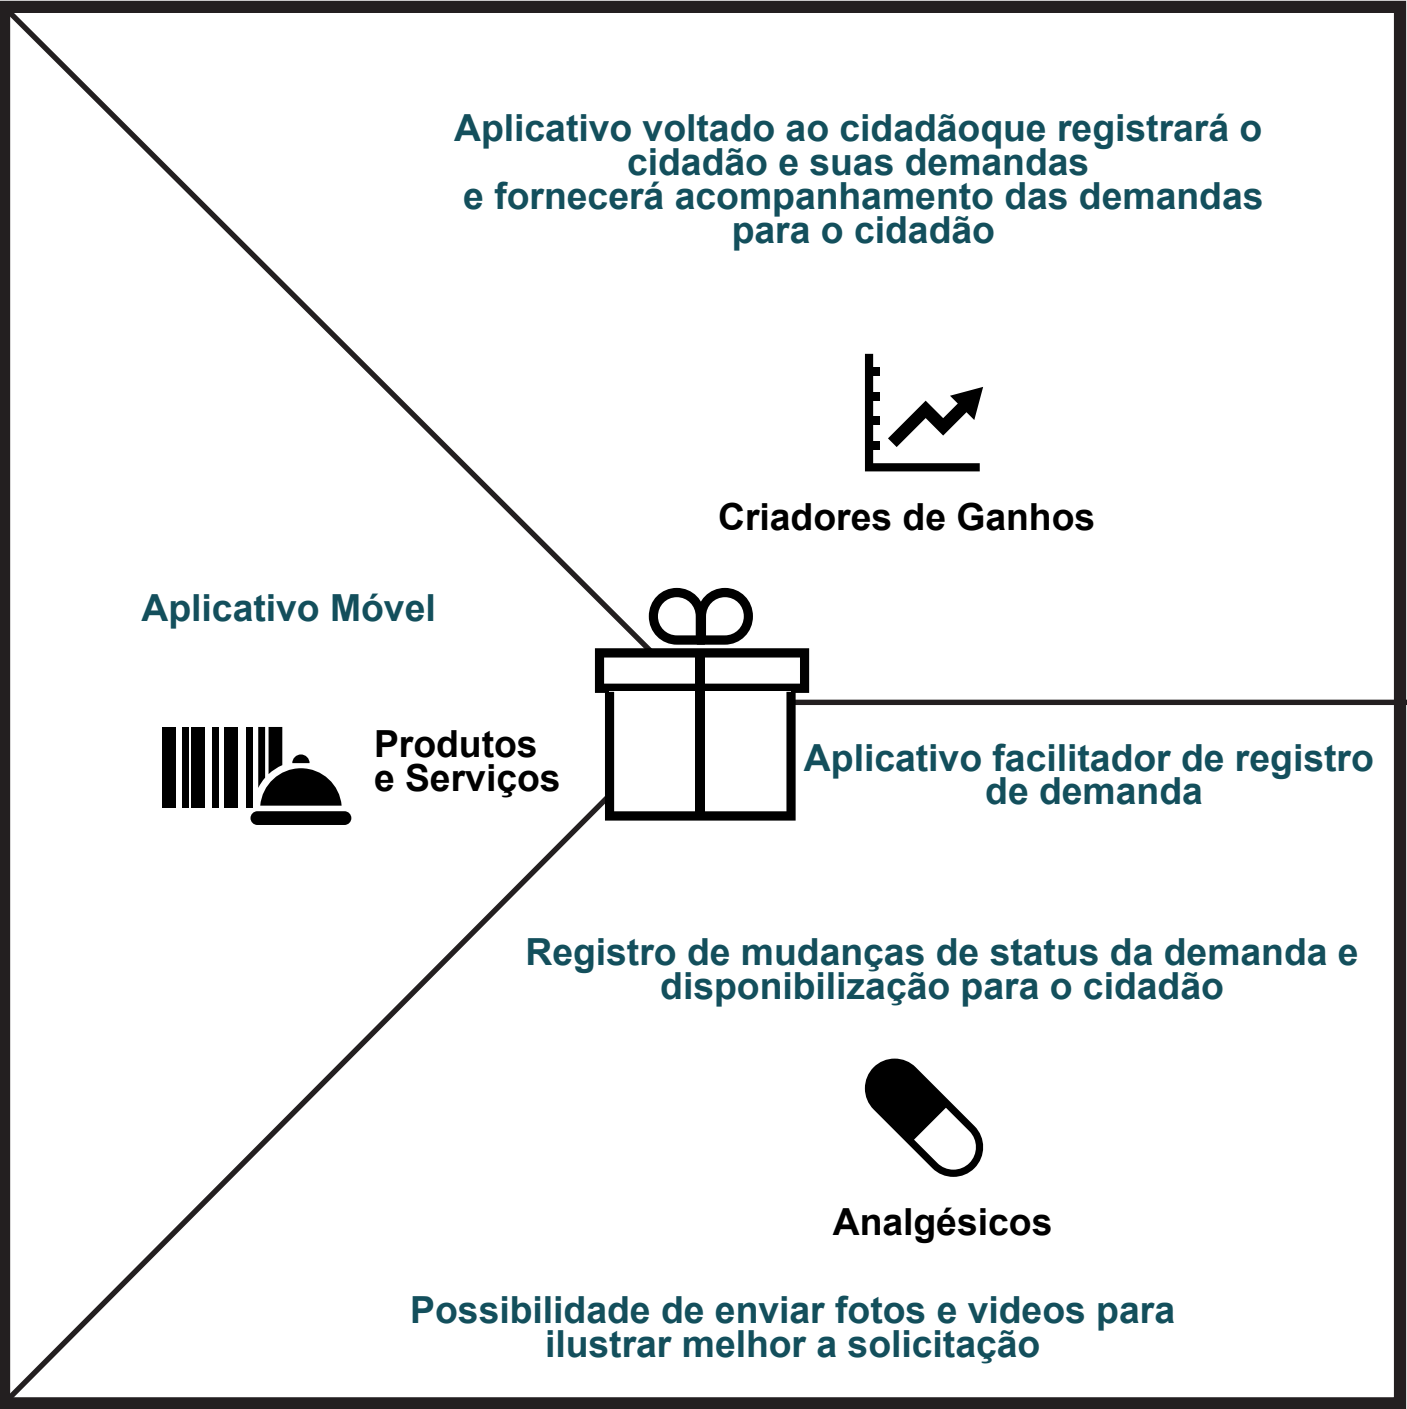 Aplicativo voltado ao cidadãoque registrará o
cidadão e suas demandas
e fornecerá acompanhamento das demandas
para o cidadão
Criadores de Ganhos
Aplicativo Móvel
Produtos
e Serviços
Aplicativo facilitador de registro
de demanda
Registro de mudanças de status da demanda e
disponibilização para o cidadão
Analgésicos
Possibilidade de enviar fotos e videos para
ilustrar melhor a solicitação